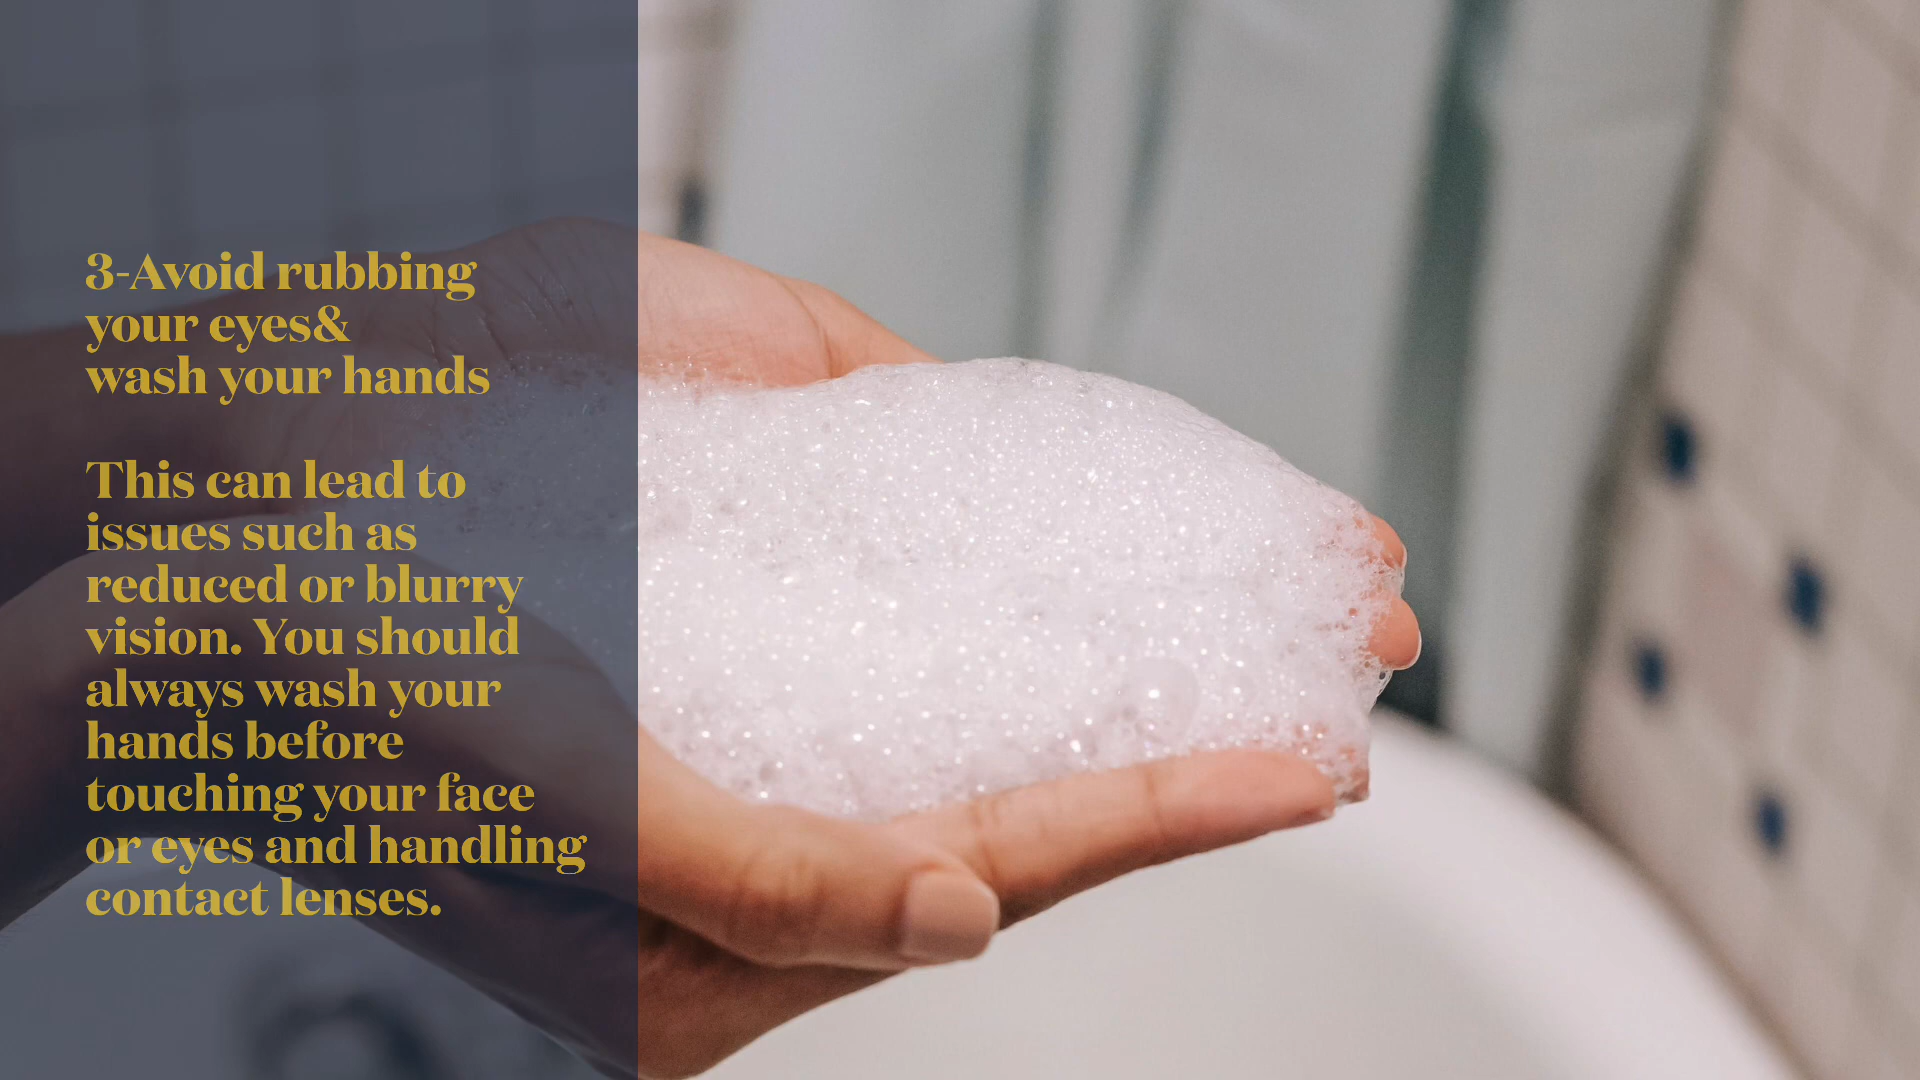 3-Avoid rubbing
your eyes&
wash your hands
This can lead to
issues such as
reduced or blurry
vision. You should
always wash your
hands before
touching your face
or eyes and handling
contact lenses.